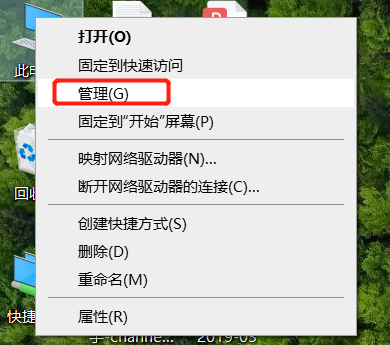 此电
打开(O)
固定到快速访问
管理(G)
固定到“开始”屏幕(P)
映射网络驱动器(N)...
断开网络驱动器的连接(C)...
回收
创建快捷方式(S)
删除(D)
重命名(M)
快捷
属性(R)
字-channe...
2019-03